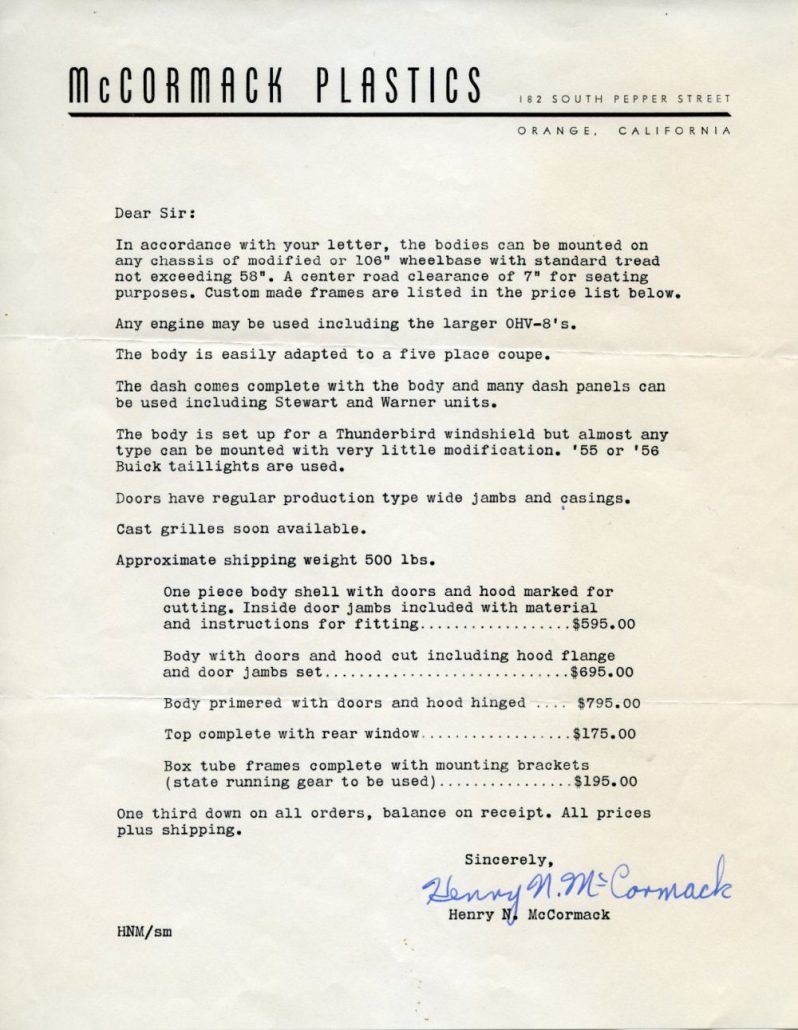 McCORMACK PLASTICS
182 SOUTH PEPPER STREET
ORANGE, CALIFORNIA
Dear Sir:
In accordance with your letter, the bodies can be mounted on
any chassis of modified or 106" wheelbase with standard tread
not exceeding 58". A center road clearance of 7" for seating
purposes. Custom made frames are listed in the price list below.
Any engine may be used including the larger OHV-8's.
The body is easily adapted to a five place coupe.
The dash comes complete with the body and many dash panels can
be used including Stewart and Warner units.
The body is set up for a Thunderbird windshield but almost any
type can be mounted with very little modification. '55 or '56
Buick taillights are used.
Doors have regular production type wide jambs and casings.
Cast grilles soon available.
Approximate shipping weight 500 lbs.
One piece body shell with doors and hood marked for
cutting. Inside door jambs included with material
and instructions for fitting..................$595.00
Body with doors and hood cut including hood flange
and door jambs set.............................$695.00
Body primered with doors and hood hinged .... $795.00
Top complete with rear window..................$175.00
Box tube frames complete with mounting brackets
(state running gear to be used)................$195.00
One third down on all orders, balance on receipt. All prices
plus shipping.
Sincerely,
Henry N. McCormack
Henry N. McCormack
HNM/sm